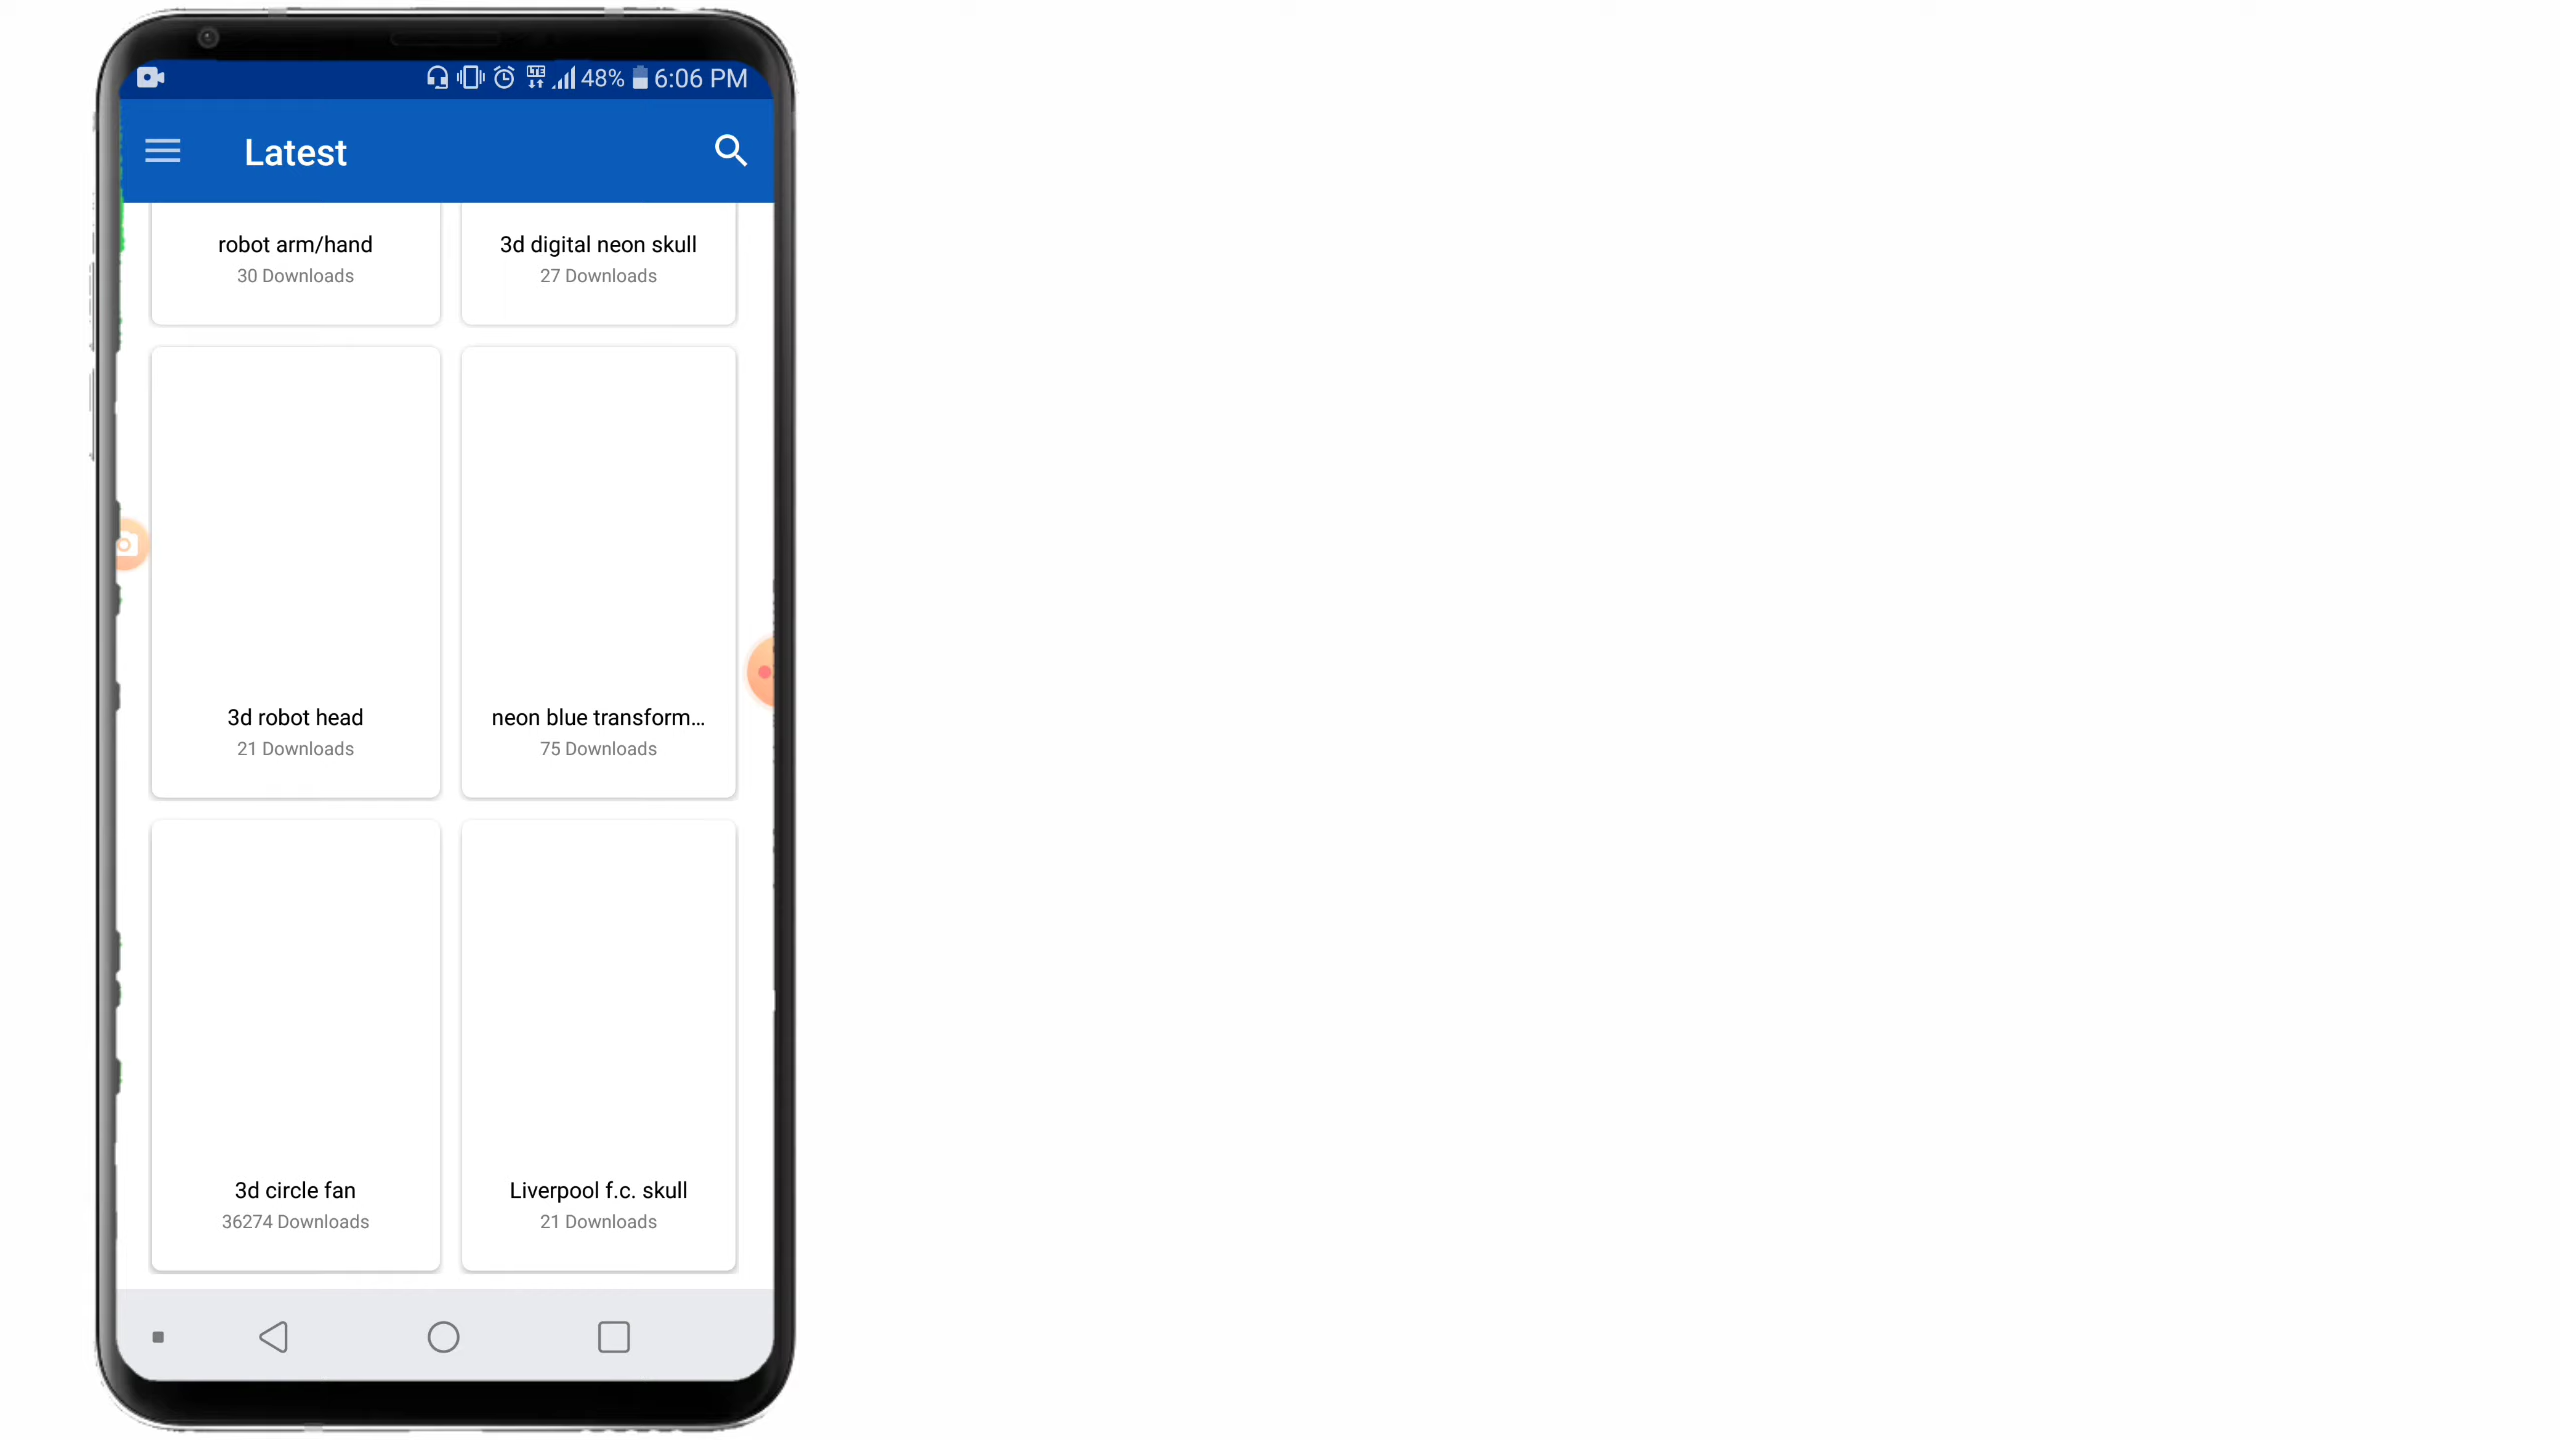 LTE 48% 6:06 PM
Latest
robot arm/hand
30 Downloads
3d digital neon skull
27 Downloads
3d robot head
21 Downloads
neon blue transform...
75 Downloads
3d circle fan
36274 Downloads
Liverpool f.c. skull
21 Downloads